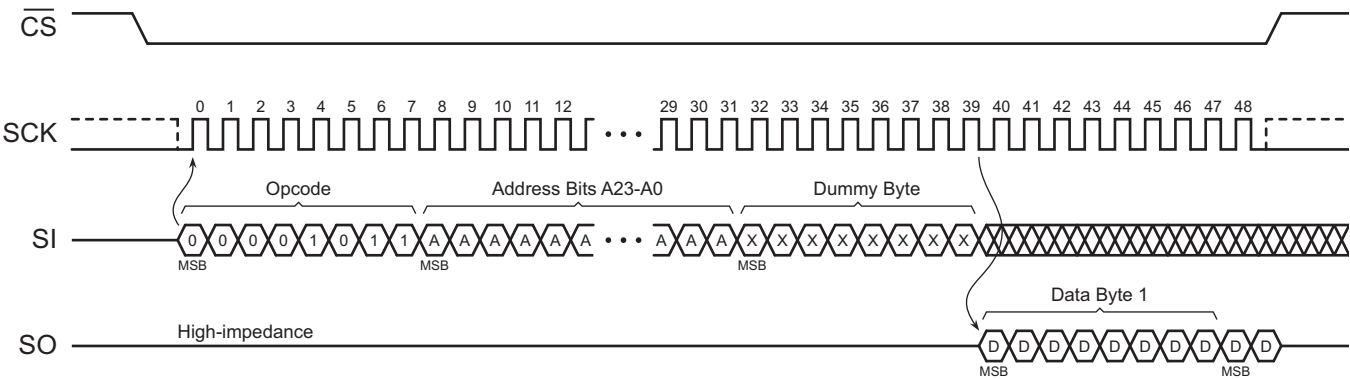 CS
SCK
0 1 2 3 4 5 6 7 8 9 10 11 12 29 30 31 32 33 34 35 36 37 38 39 40 41 42 43 44 45 46 47 48
Opcode Address Bits A23-A0 Dummy Byte
SI
0 0 0 0 1 0 1 1 A A A A A A A A A X X X X X X X X
MSB MSB MSB
Data Byte 1
High-impedance
SO
D D D D D D D D D D
MSB MSB